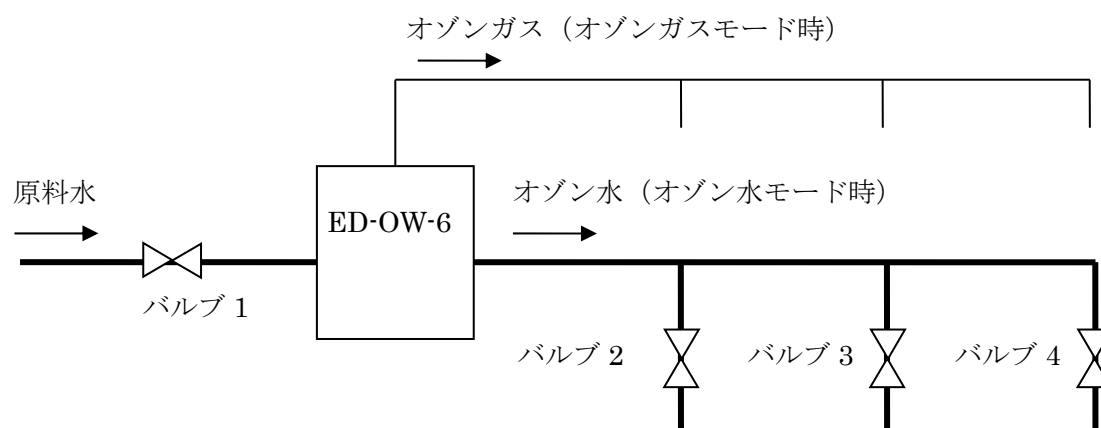 オゾンガス（オゾンガスモード時）
原料水
オゾン水（オゾン水モード時）
ED-OW-6
バルブ 1
バルブ 2
バルブ 3
バルブ 4